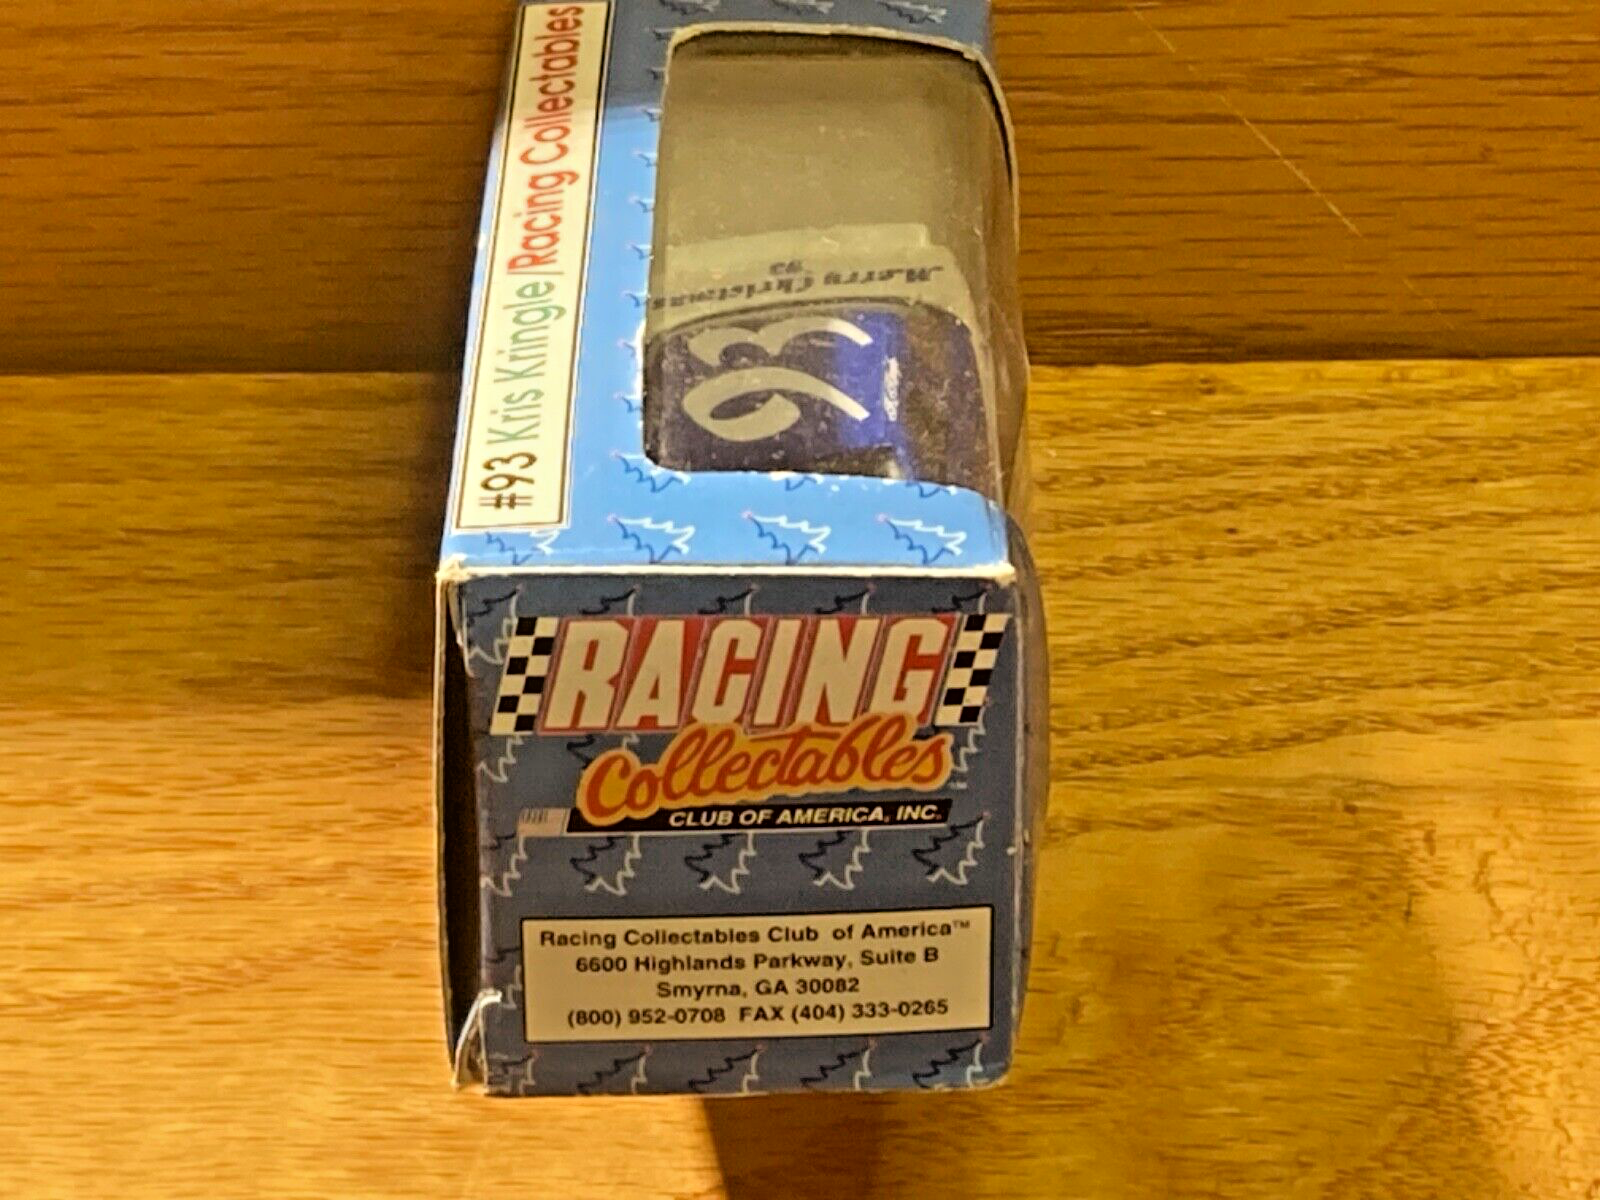 #93 Kris Kringle/Racing Collectables
Merry Christmas
93
93
RACING
Collectables
CLUB OF AMERICA, INC.
Racing Collectables Club of America™
6600 Highlands Parkway, Suite B
Smyrna, GA 30082
(800) 952-0708 FAX (404) 333-0265